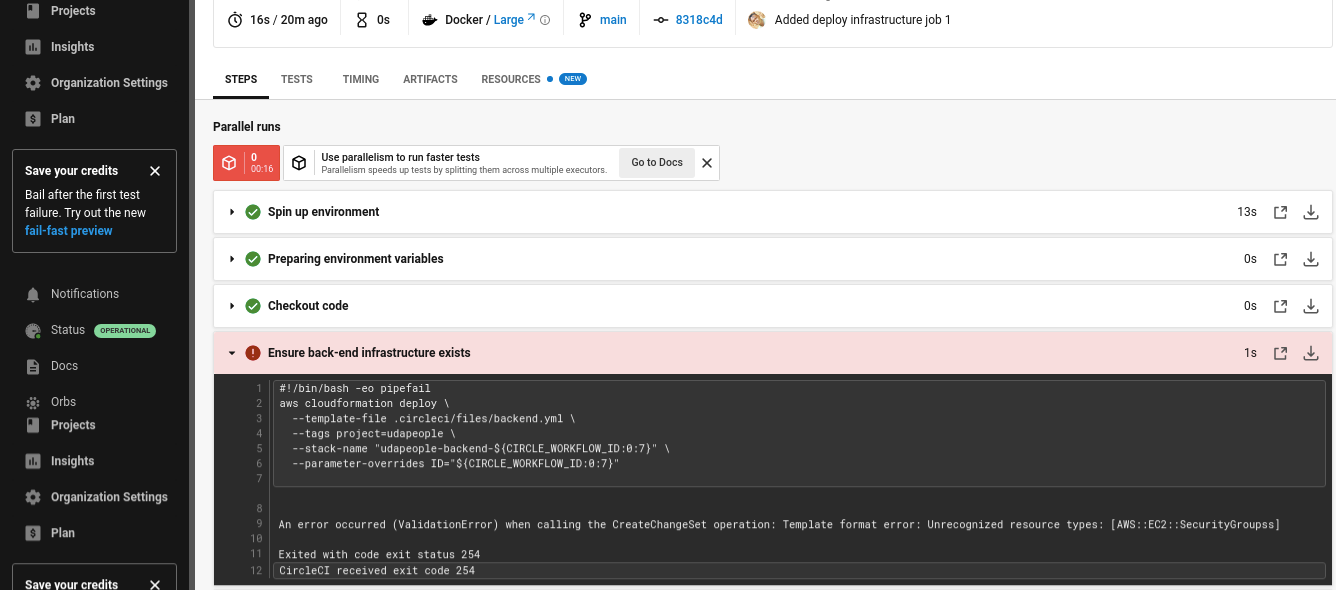 Projects
Insights
Organization Settings
Plan
Save your credits
Bail after the first test
failure. Try out the new
fail-fast preview
Notifications
Status OPERATIONAL
Docs
Orbs
Projects
Insights
Organization Settings
Plan
Save your credits
16s / 20m ago
0s
Docker / Large
main
8318c4d
Added deploy infrastructure job 1
STEPS TESTS TIMING ARTIFACTS RESOURCES NEW
Parallel runs
0
00:16
Use parallelism to run faster tests
Parallelism speeds up tests by splitting them across multiple executors.
Go to Docs
Spin up environment 13s
Preparing environment variables 0s
Checkout code 0s
Ensure back-end infrastructure exists 1s
1 #!/bin/bash -eo pipefail
2 aws cloudformation deploy \
3 --template-file .circleci/files/backend.yml \
4 --tags project=udapeople \
5 --stack-name "udapeople-backend-${CIRCLE_WORKFLOW_ID:0:7}" \
6 --parameter-overrides ID="${CIRCLE_WORKFLOW_ID:0:7}"
7
8
9 An error occurred (ValidationError) when calling the CreateChangeSet operation: Template format error: Unrecognized resource types: [AWS::EC2::SecurityGroupss]
10
11 Exited with code exit status 254
12 CircleCI received exit code 254